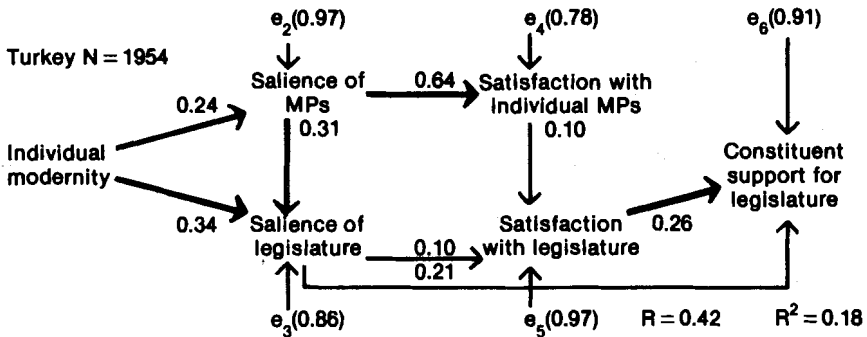 e2(0.97)
e4(0.78)
e6(0.91)
Turkey N = 1954
Salience of
MPs
0.64
Satisfaction with
individual MPs
0.24
0.31
0.10
Individual
modernity
Constituent
support for
legislature
0.34
Salience of
legislature
0.10
0.21
Satisfaction
with legislature
0.26
e3(0.86)
e5(0.97)
R = 0.42
R2 = 0.18